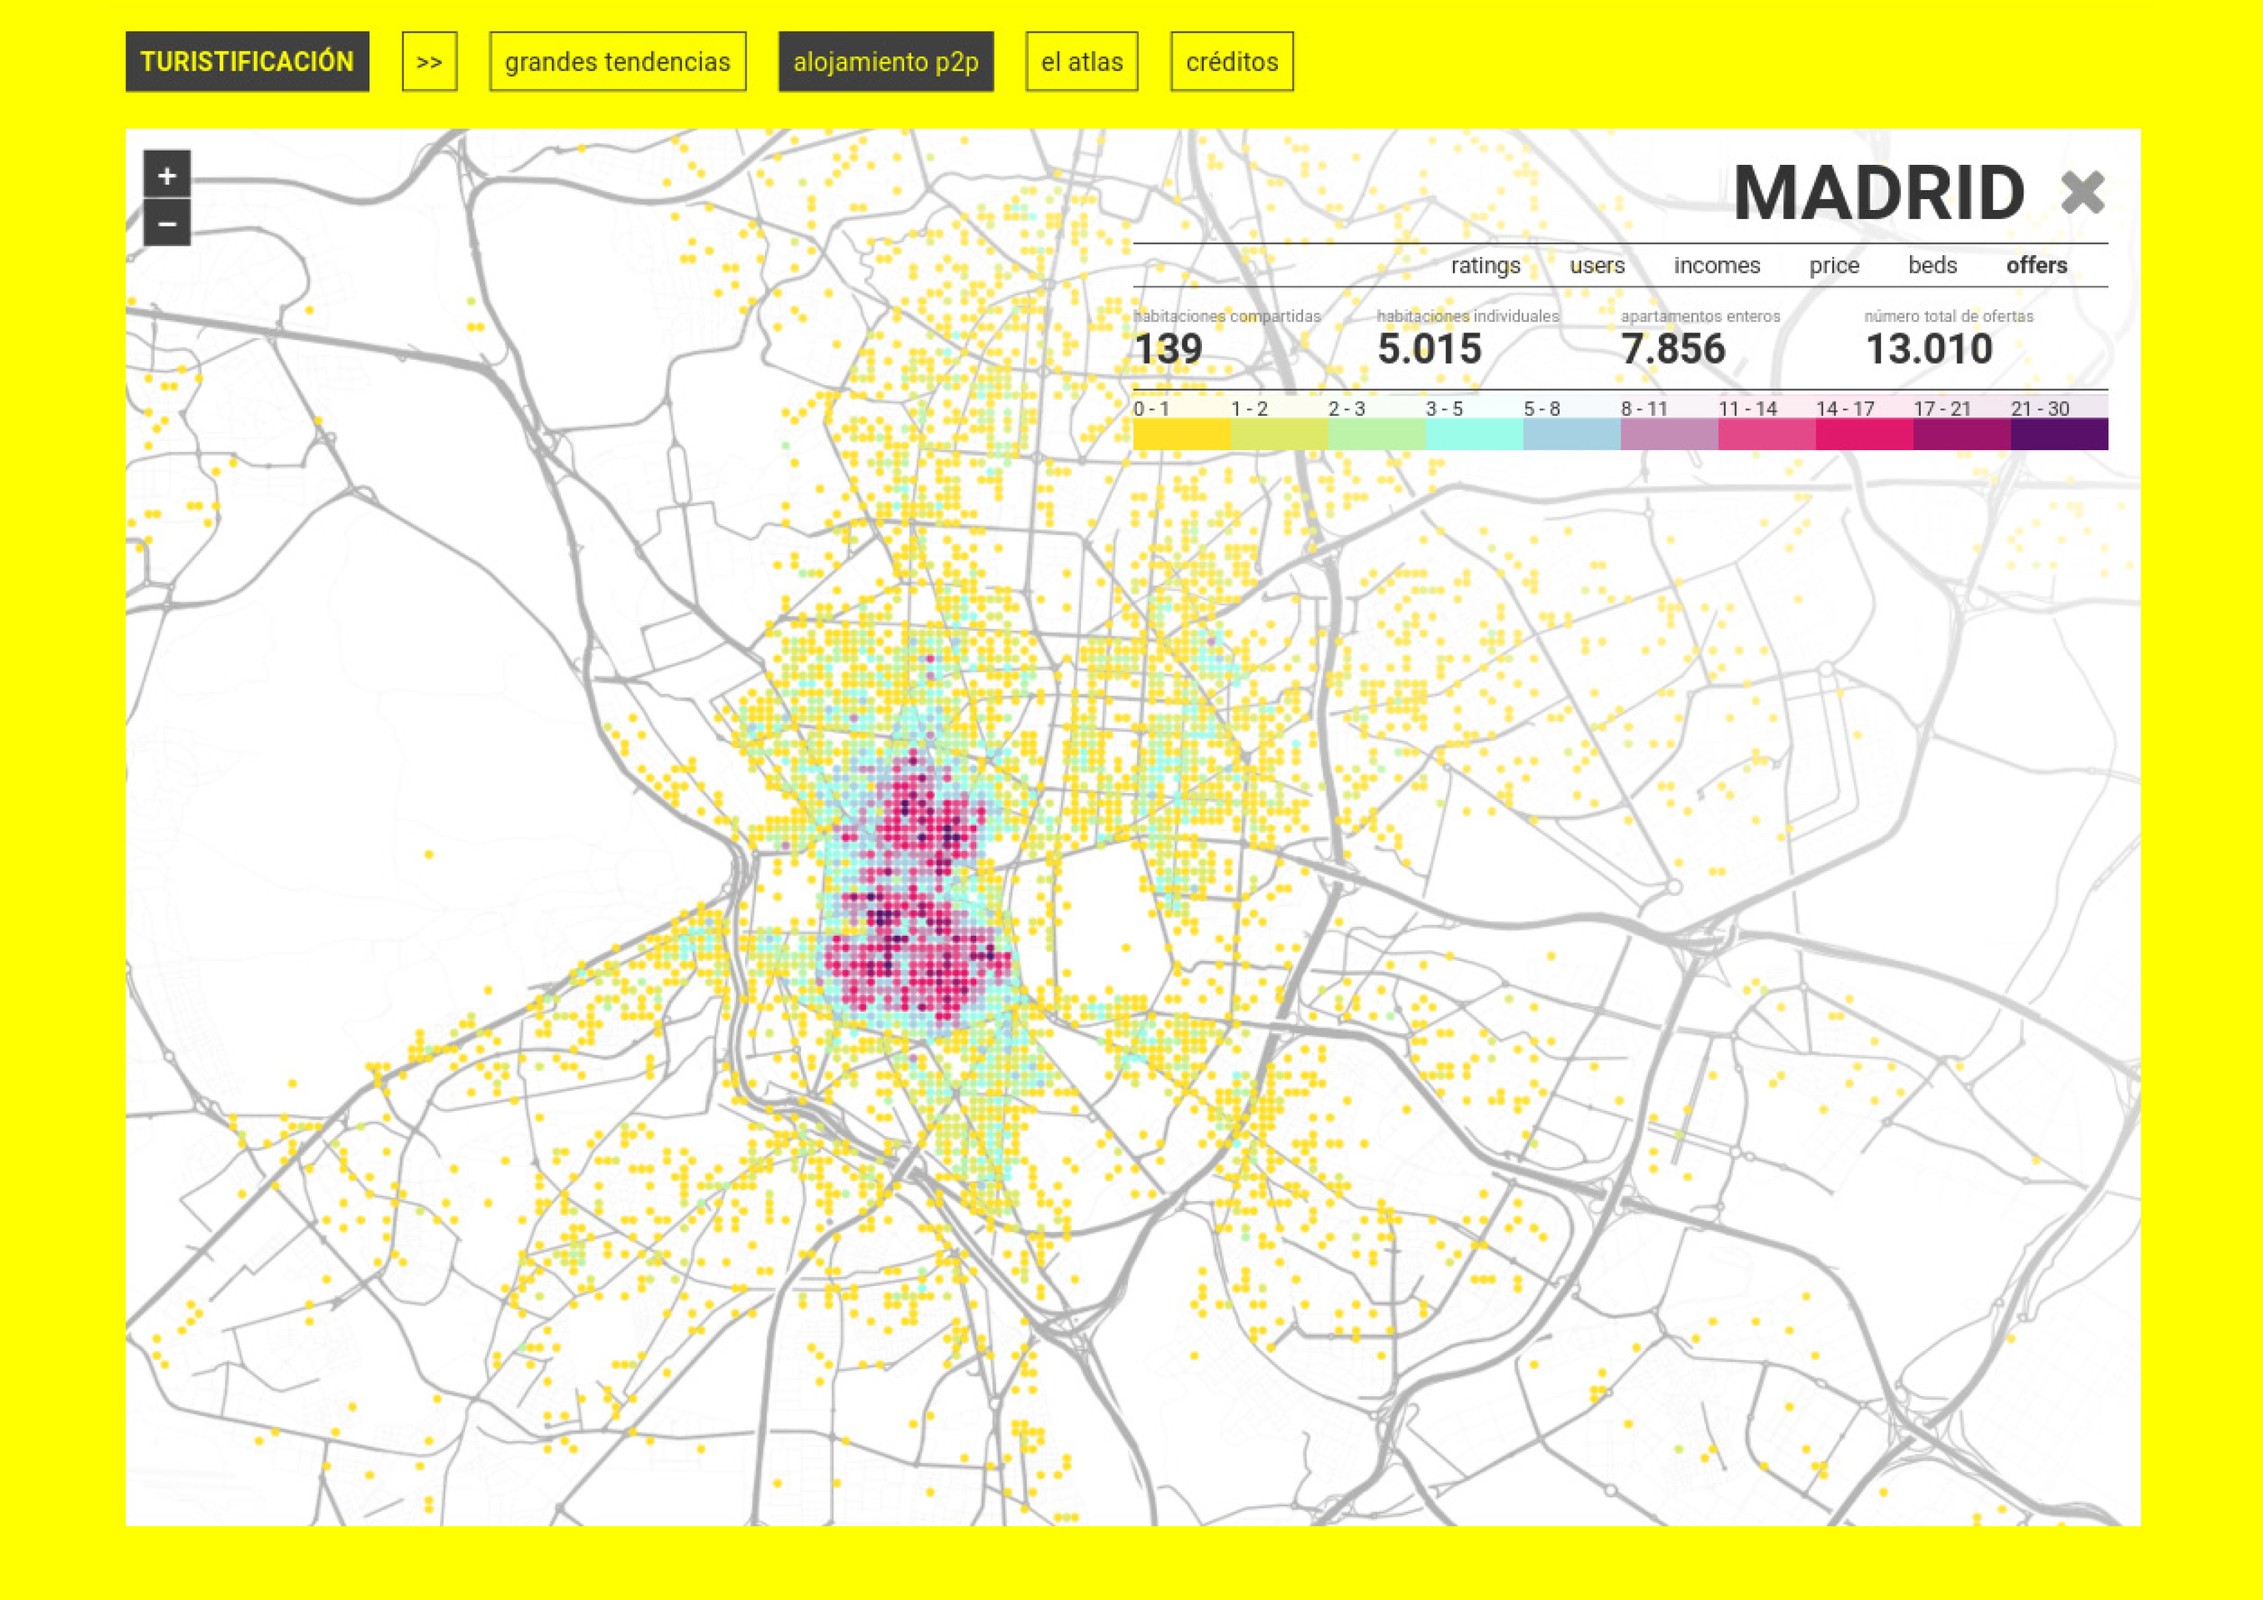 TURISTIFICACIÓN >> grandes tendencias alojamiento p2p el atlas créditos
+
−
MADRID
ratings users incomes price beds offers
habitaciones compartidas habitaciones individuales apartamentos enteros número total de ofertas
139 5.015 7.856 13.010
0 - 1 1 - 2 2 - 3 3 - 5 5 - 8 8 - 11 11 - 14 14 - 17 17 - 21 21 - 30